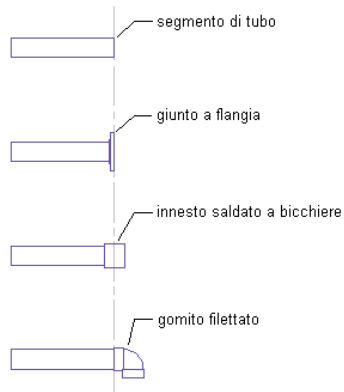 segmento di tubo
giunto a flangia
innesto saldato a bicchiere
gomito filettato